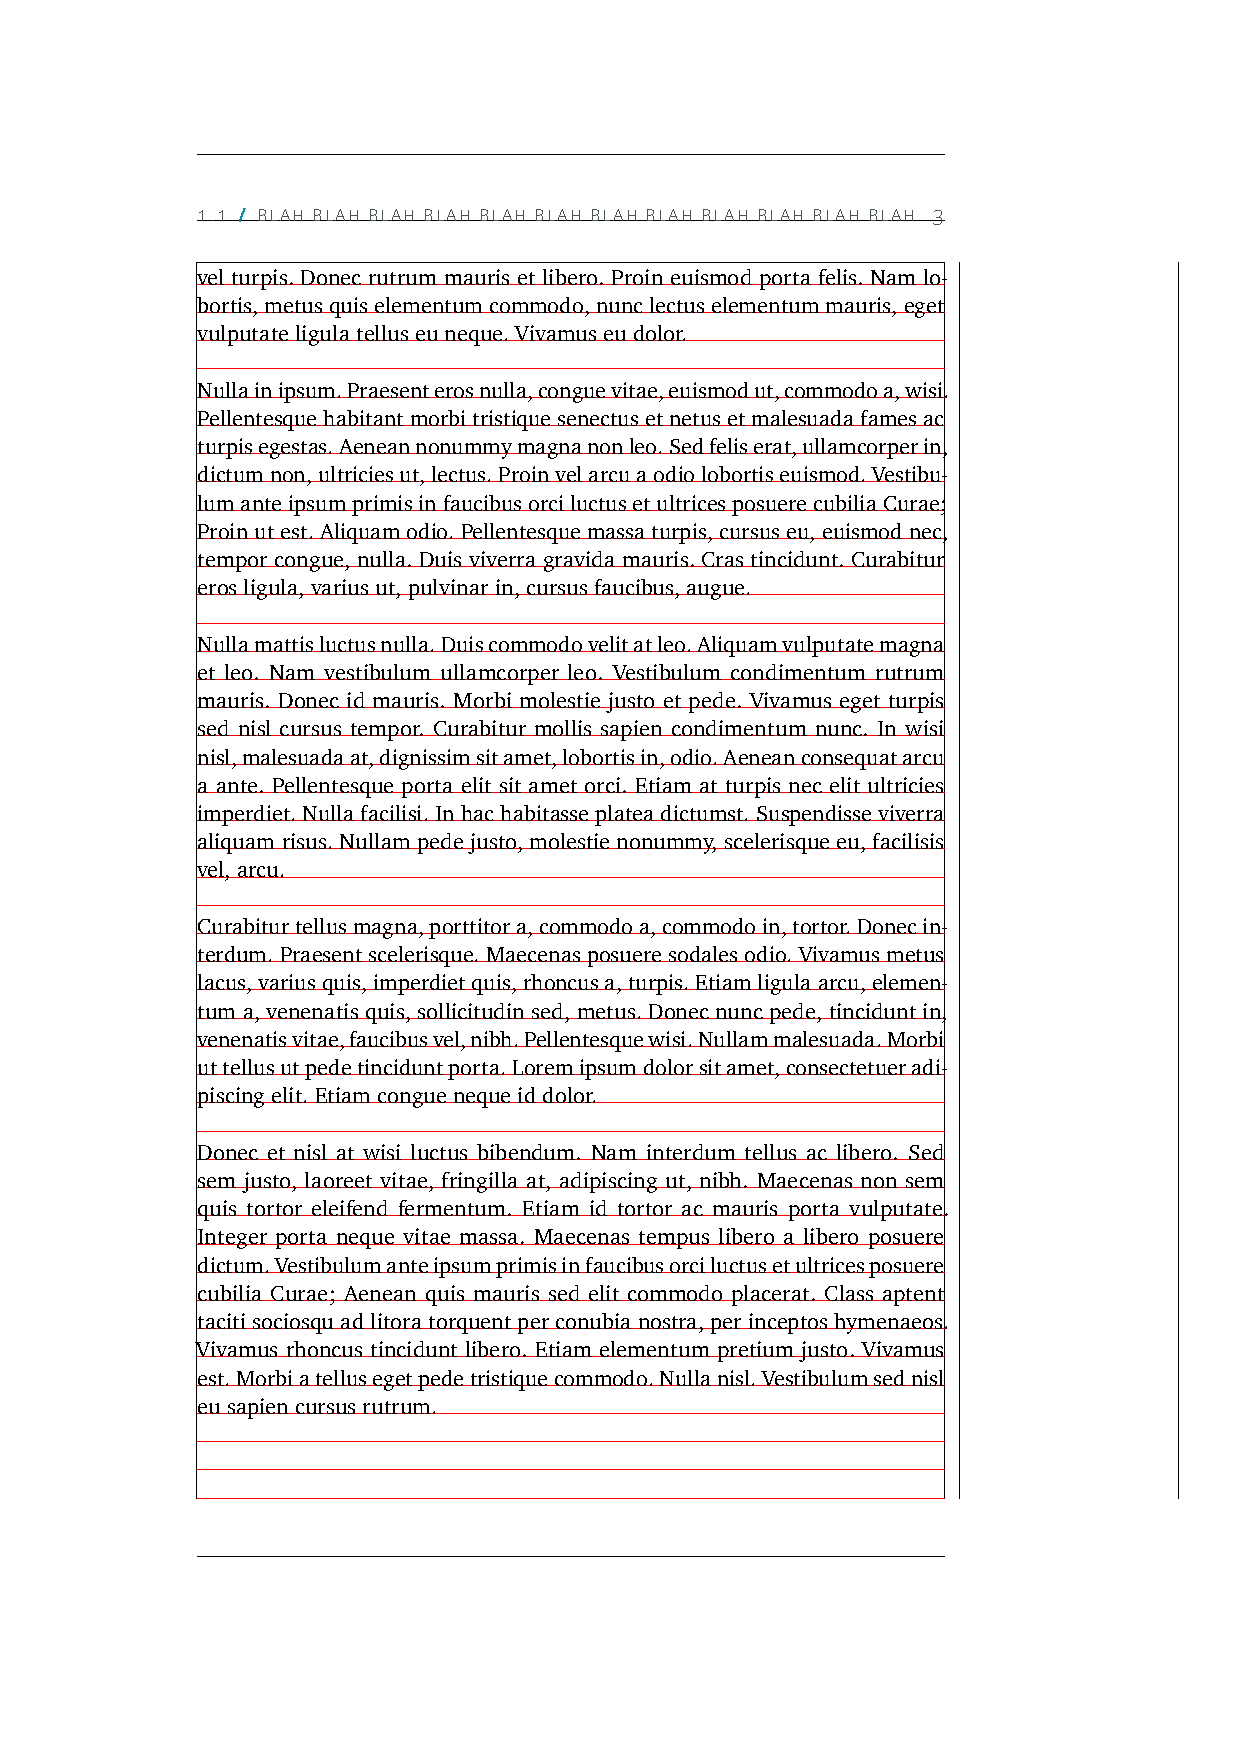 1.1 / BLAH BLAH BLAH BLAH BLAH BLAH BLAH BLAH BLAH BLAH BLAH BLAH 3
vel turpis. Donec rutrum mauris et libero. Proin euismod porta felis. Nam lo-
bortis, metus quis elementum commodo, nunc lectus elementum mauris, eget
vulputate ligula tellus eu neque. Vivamus eu dolor.
Nulla in ipsum. Praesent eros nulla, congue vitae, euismod ut, commodo a, wisi.
Pellentesque habitant morbi tristique senectus et netus et malesuada fames ac
turpis egestas. Aenean nonummy magna non leo. Sed felis erat, ullamcorper in,
dictum non, ultricies ut, lectus. Proin vel arcu a odio lobortis euismod. Vestibu-
lum ante ipsum primis in faucibus orci luctus et ultrices posuere cubilia Curae;
Proin ut est. Aliquam odio. Pellentesque massa turpis, cursus eu, euismod nec,
tempor congue, nulla. Duis viverra gravida mauris. Cras tincidunt. Curabitur
eros ligula, varius ut, pulvinar in, cursus faucibus, augue.
Nulla mattis luctus nulla. Duis commodo velit at leo. Aliquam vulputate magna
et leo. Nam vestibulum ullamcorper leo. Vestibulum condimentum rutrum
mauris. Donec id mauris. Morbi molestie justo et pede. Vivamus eget turpis
sed nisl cursus tempor. Curabitur mollis sapien condimentum nunc. In wisi
nisl, malesuada at, dignissim sit amet, lobortis in, odio. Aenean consequat arcu
a ante. Pellentesque porta elit sit amet orci. Etiam at turpis nec elit ultricies
imperdiet. Nulla facilisi. In hac habitasse platea dictumst. Suspendisse viverra
aliquam risus. Nullam pede justo, molestie nonummy, scelerisque eu, facilisis
vel, arcu.
Curabitur tellus magna, porttitor a, commodo a, commodo in, tortor. Donec in-
terdum. Praesent scelerisque. Maecenas posuere sodales odio. Vivamus metus
lacus, varius quis, imperdiet quis, rhoncus a, turpis. Etiam ligula arcu, elemen-
tum a, venenatis quis, sollicitudin sed, metus. Donec nunc pede, tincidunt in,
venenatis vitae, faucibus vel, nibh. Pellentesque wisi. Nullam malesuada. Morbi
ut tellus ut pede tincidunt porta. Lorem ipsum dolor sit amet, consectetuer adi-
piscing elit. Etiam congue neque id dolor.
Donec et nisl at wisi luctus bibendum. Nam interdum tellus ac libero. Sed
sem justo, laoreet vitae, fringilla at, adipiscing ut, nibh. Maecenas non sem
quis tortor eleifend fermentum. Etiam id tortor ac mauris porta vulputate.
Integer porta neque vitae massa. Maecenas tempus libero a libero posuere
dictum. Vestibulum ante ipsum primis in faucibus orci luctus et ultrices posuere
cubilia Curae; Aenean quis mauris sed elit commodo placerat. Class aptent
taciti sociosqu ad litora torquent per conubia nostra, per inceptos hymenaeos.
Vivamus rhoncus tincidunt libero. Etiam elementum pretium justo. Vivamus
est. Morbi a tellus eget pede tristique commodo. Nulla nisl. Vestibulum sed nisl
eu sapien cursus rutrum.